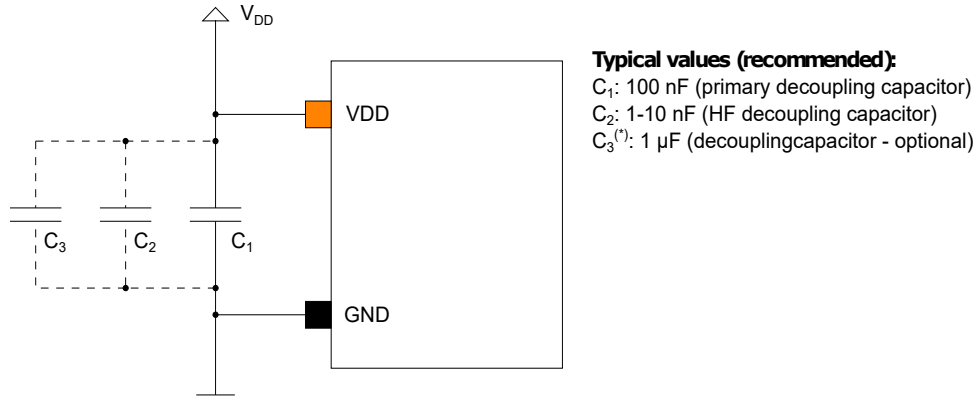 V_DD
VDD
C₃
C₂
C₁
GND
Typical values (recommended):
C₁: 100 nF (primary decoupling capacitor)
C₂: 1-10 nF (HF decoupling capacitor)
C₃⁽*⁾: 1 µF (decouplingcapacitor - optional)